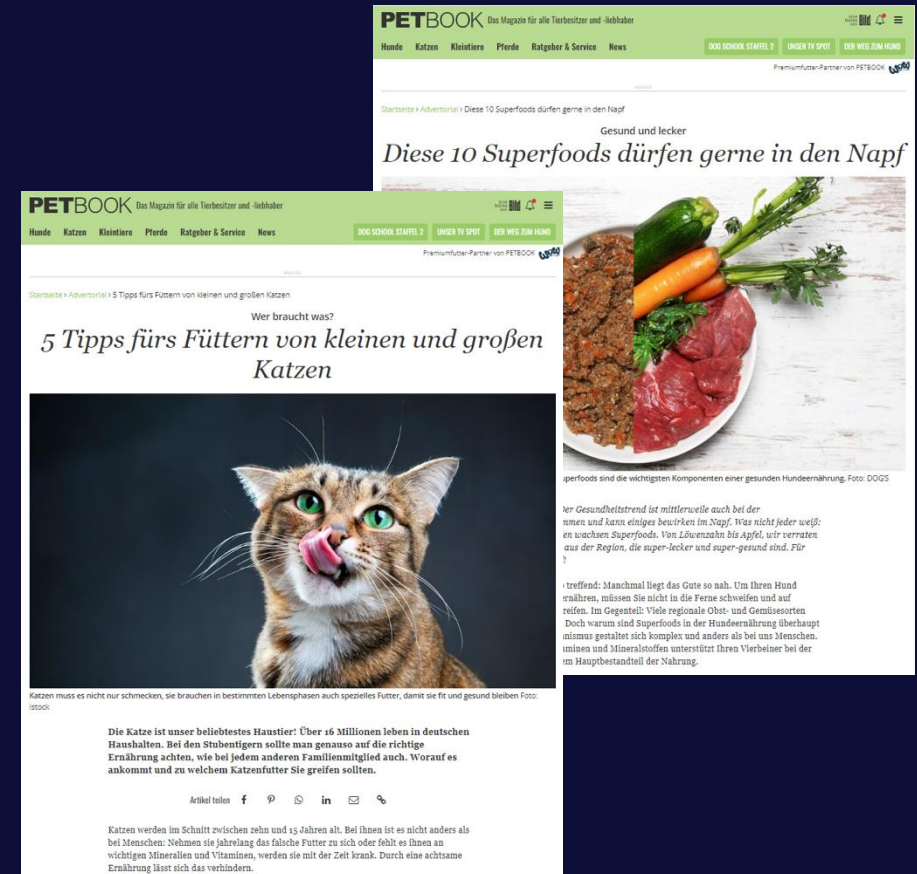 PETBOOK Das Magazin für alle Tierbesitzer und -liebhaber
Bild
Hunde Katzen Kleintiere Pferde Ratgeber & Service News
DOG SCHOOL STAFFEL 2 UNSER TV SPOT DER WEG ZUM HUND
Premiumfutter-Partner von PETBOOK
Startseite › Advertorial › Diese 10 Superfoods dürfen gerne in den Napf
Gesund und lecker
Diese 10 Superfoods dürfen gerne in den Napf
uperfoods sind die wichtigsten Komponenten einer gesunden Hundeernährung. Foto: DOG'S
Der Gesundheitstrend ist mittlerweile auch bei der
mmen und kann einiges bewirken im Napf. Was nicht jeder weiß:
en wachsen Superfoods. Von Löwenzahn bis Apfel, wir verraten
aus der Region, die super-lecker und super-gesund sind. Für
!
treffend: Manchmal liegt das Gute so nah. Um Ihren Hund
ernähren, müssen Sie nicht in die Ferne schweifen und auf
reifen. Im Gegenteil: Viele regionale Obst- und Gemüsesorten
Doch warum sind Superfoods in der Hundeernährung überhaupt
nismus gestaltet sich komplex und anders als bei uns Menschen.
aminen und Mineralstoffen unterstützt Ihren Vierbeiner bei der
em Hauptbestandteil der Nahrung.
PETBOOK Das Magazin für alle Tierbesitzer und -liebhaber
Bild
Hunde Katzen Kleintiere Pferde Ratgeber & Service News
DOG SCHOOL STAFFEL 2 UNSER TV SPOT DER WEG ZUM HUND
Premiumfutter-Partner von PETBOOK
Startseite › Advertorial › 5 Tipps fürs Füttern von kleinen und großen Katzen
Wer braucht was?
5 Tipps fürs Füttern von kleinen und großen
Katzen
Katzen muss es nicht nur schmecken, sie brauchen in bestimmten Lebensphasen auch spezielles Futter, damit sie fit und gesund bleiben Foto:
istock
Die Katze ist unser beliebtestes Haustier! Über 16 Millionen leben in deutschen
Haushalten. Bei den Stubentigern sollte man genauso auf die richtige
Ernährung achten, wie bei jedem anderen Familienmitglied auch. Worauf es
ankommt und zu welchem Katzenfutter Sie greifen sollten.
Artikel teilen
Katzen werden im Schnitt zwischen zehn und 15 Jahren alt. Bei ihnen ist es nicht anders als
bei Menschen: Nehmen sie jahrelang das falsche Futter zu sich oder fehlt es ihnen an
wichtigen Mineralien und Vitaminen, werden sie mit der Zeit krank. Durch eine achtsame
Ernährung lässt sich das verhindern.